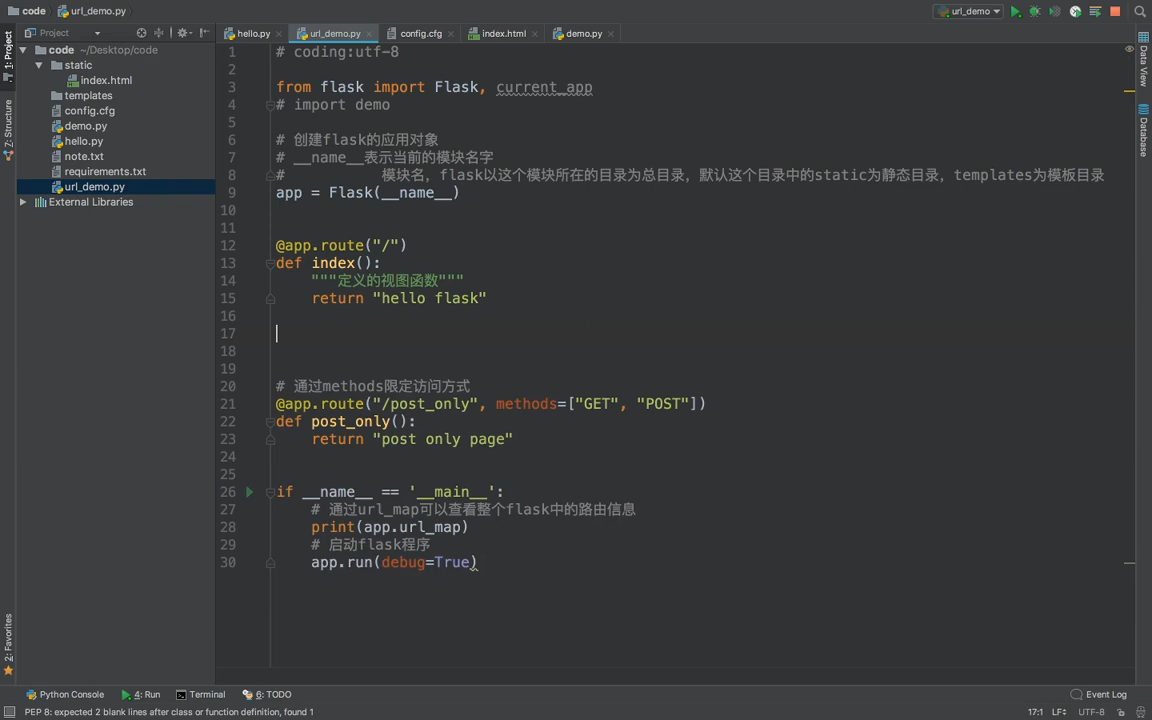 code
url_demo.py
url_demo
Project
hello.py
url_demo.py
config.cfg
index.html
demo.py
code ~/Desktop/code
static
index.html
templates
config.cfg
demo.py
hello.py
note.txt
requirements.txt
url_demo.py
External Libraries
1: Project
Z: Structure
2: Favorites
Data View
Database
1 # coding:utf-8
2
3 from flask import Flask, current_app
4 # import demo
5
6 # 创建flask的应用对象
7 # __name__表示当前的模块名字
8 # 模块名，flask以这个模块所在的目录为总目录，默认这个目录中的static为静态目录，templates为模板目录
9 app = Flask(__name__)
10
11
12 @app.route("/")
13 def index():
14 """定义的视图函数"""
15 return "hello flask"
16
17
18
19
20 # 通过methods限定访问方式
21 @app.route("/post_only", methods=["GET", "POST"])
22 def post_only():
23 return "post only page"
24
25
26 if __name__ == '__main__':
27 # 通过url_map可以查看整个flask中的路由信息
28 print(app.url_map)
29 # 启动flask程序
30 app.run(debug=True)
Python Console
4: Run
Terminal
6: TODO
Event Log
PEP 8: expected 2 blank lines after class or function definition, found 1
17:1
LF
UTF-8